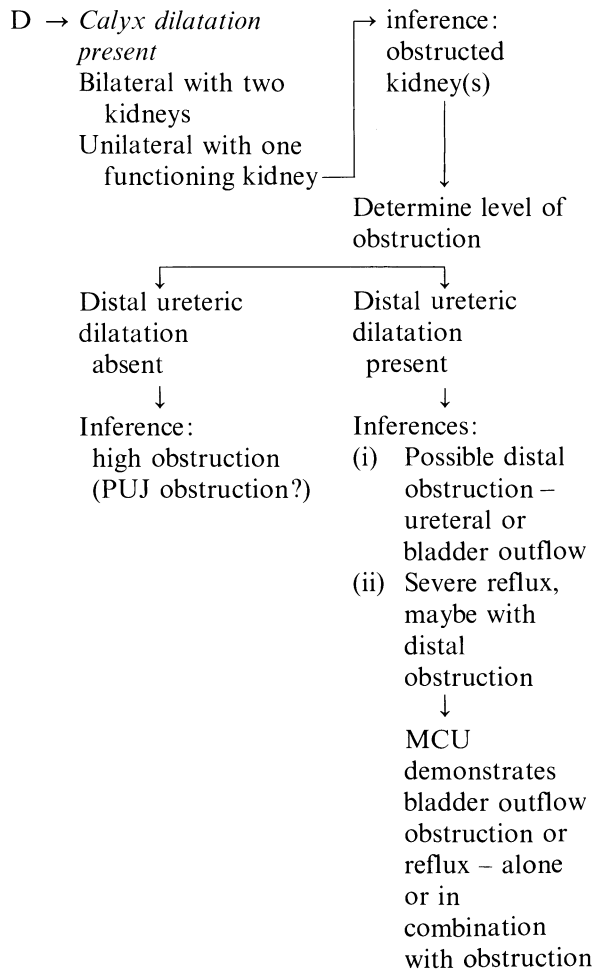 D → Calyx dilatation
present
Bilateral with two
kidneys
Unilateral with one
functioning kidney
inference:
obstructed
kidney(s)
Determine level of
obstruction
Distal ureteric
dilatation
absent
Inference:
high obstruction
(PUJ obstruction?)
Distal ureteric
dilatation
present
Inferences:
(i) Possible distal
obstruction –
ureteral or
bladder outflow
(ii) Severe reflux,
maybe with
distal
obstruction
MCU
demonstrates
bladder outflow
obstruction or
reflux – alone
or in
combination
with obstruction